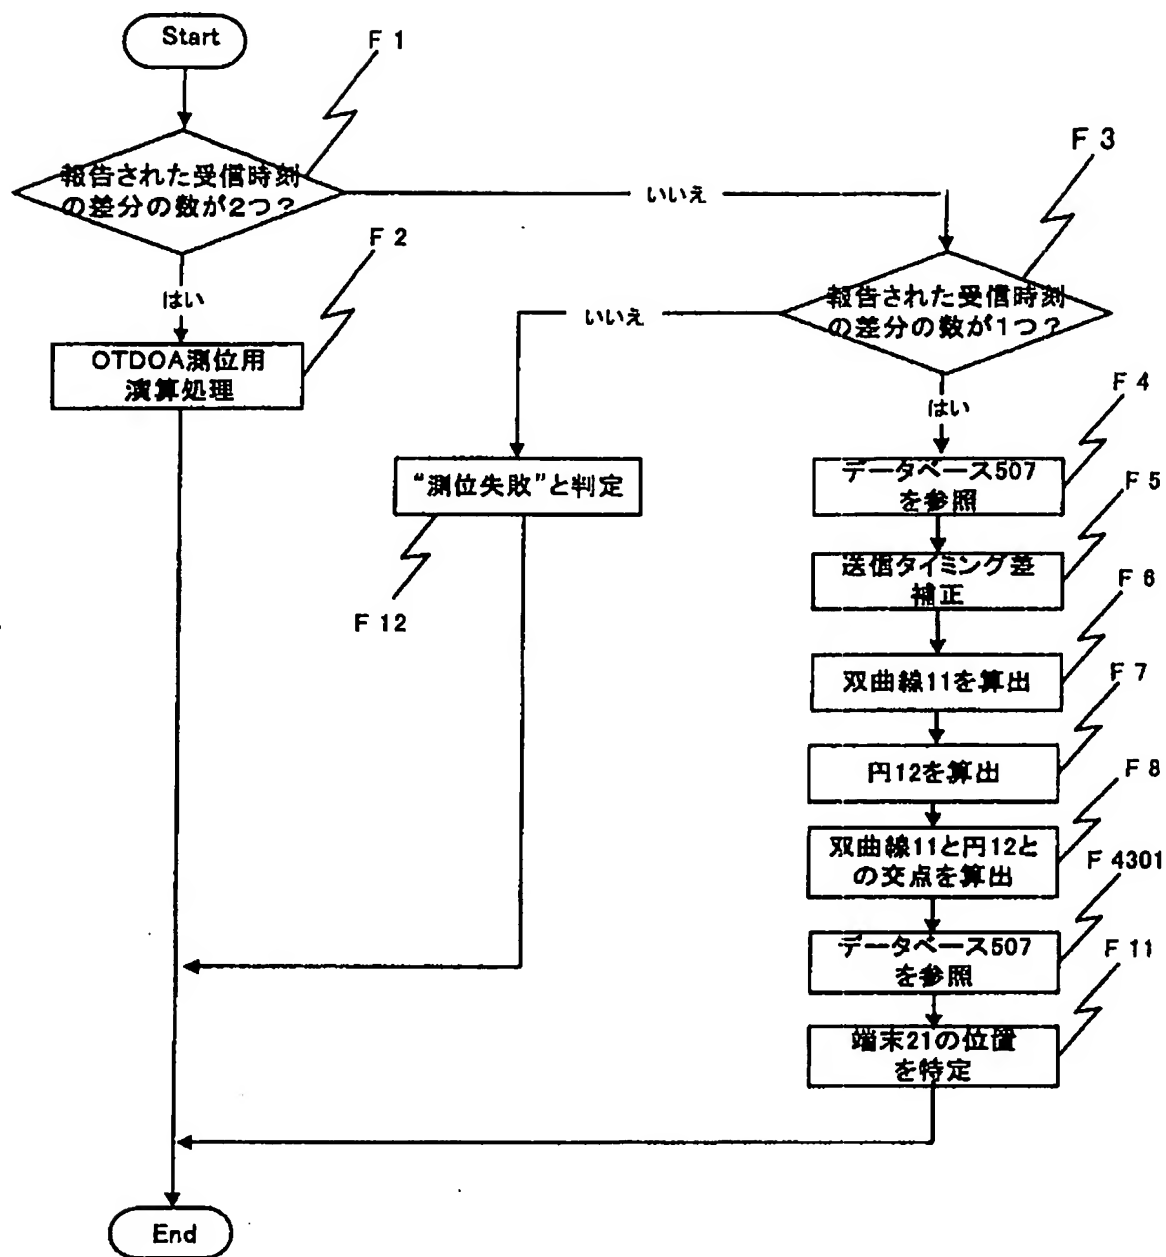 Start
F 1
報告された受信時刻
の差分の数が2つ？
いいえ
F 3
F 2
はい
報告された受信時刻
の差分の数が1つ？
いいえ
OTDOA測位用
演算処理
はい
F 4
"測位失敗"と判定
データベース507
を参照
F 5
送信タイミング差
補正
F 12
F 6
双曲線11を算出
F 7
円12を算出
F 8
双曲線11と円12と
の交点を算出
F 4301
データベース507
を参照
F 11
端末21の位置
を特定
End